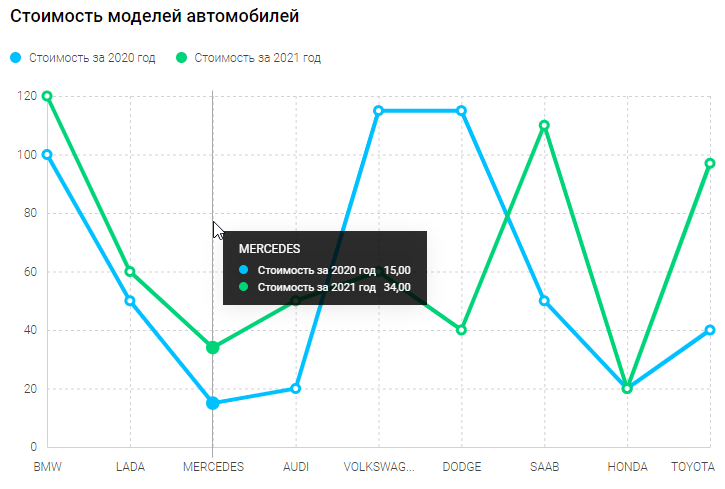 Стоимость моделей автомобилей
Стоимость за 2020 год Стоимость за 2021 год
120
100
80
60
40
20
0
MERCEDES
Стоимость за 2020 год 15,00
Стоимость за 2021 год 34,00
BMW LADA MERCEDES AUDI VOLKSWAG... DODGE SAAB HONDA TOYOTA